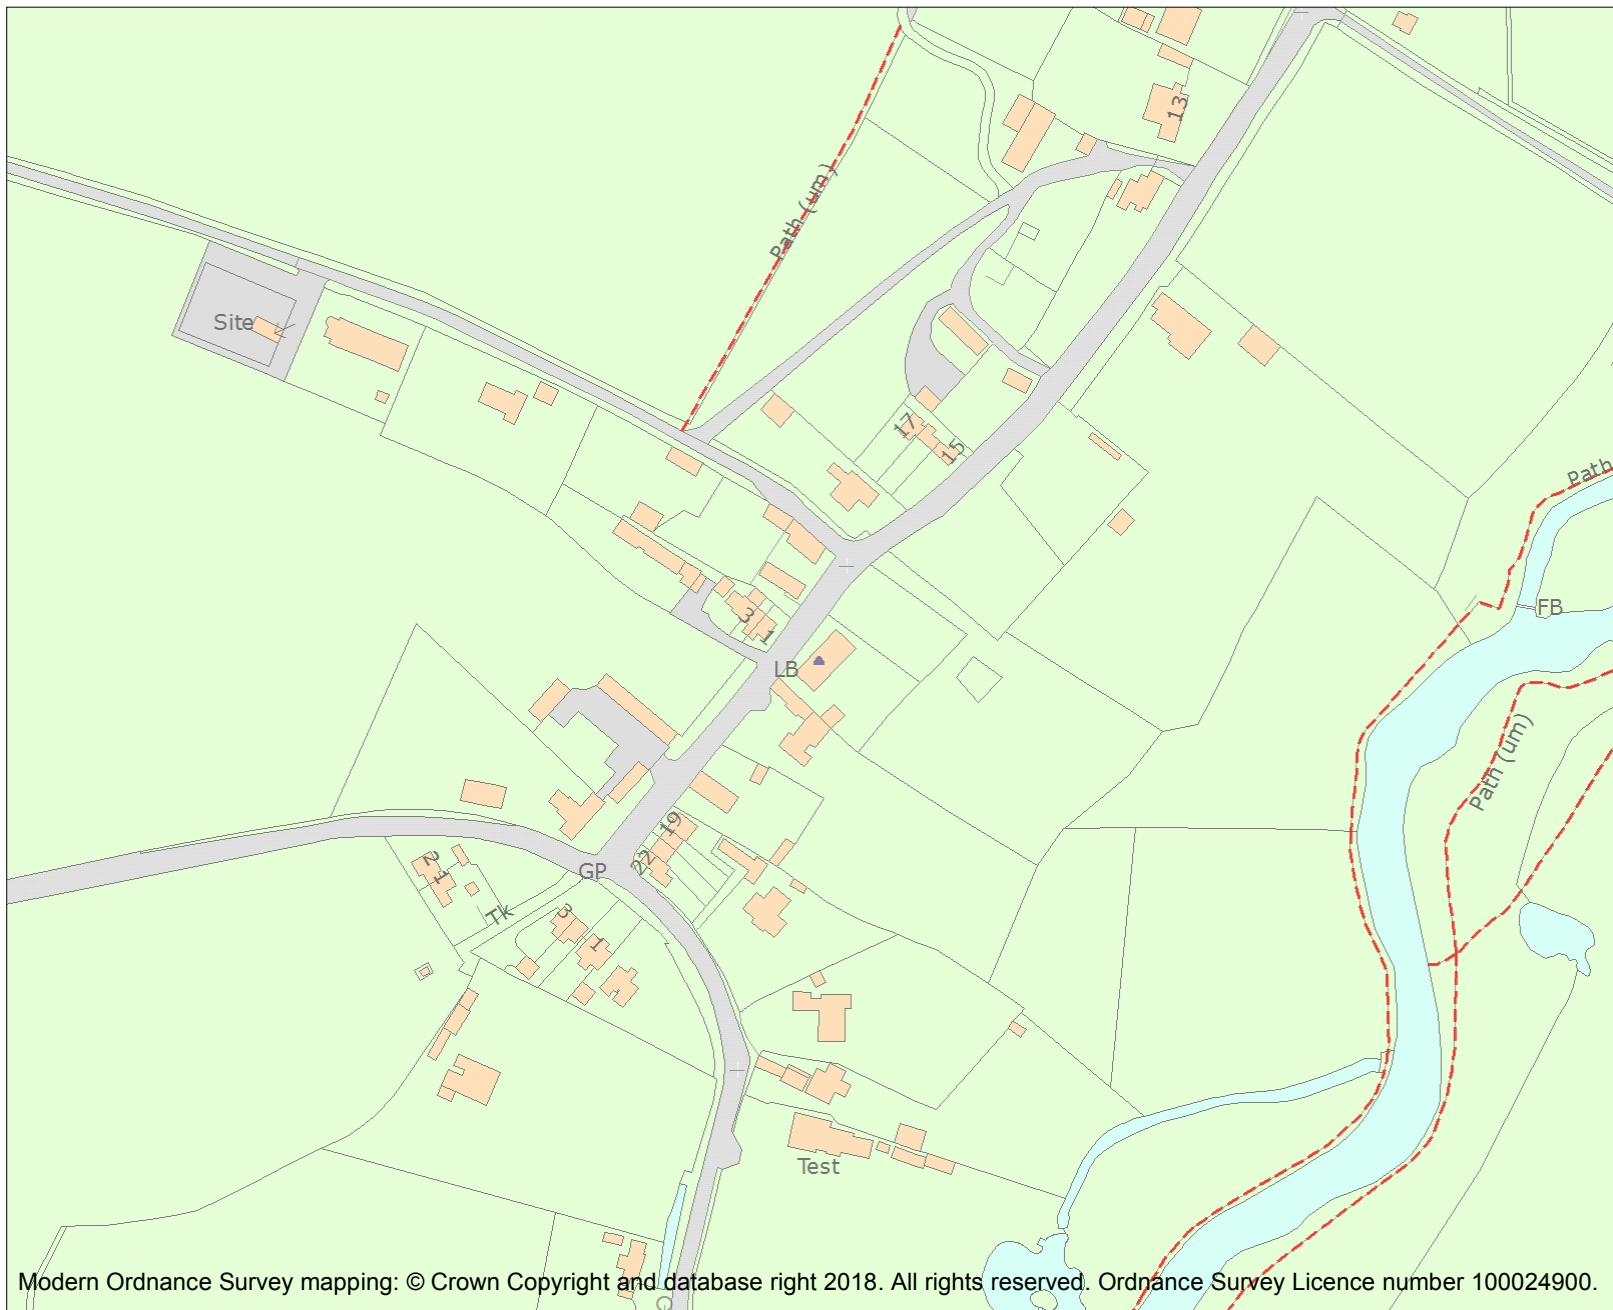 13
Path (um)
Site
17
15
Path
FB
3
1
LB
Path (um)
19
22
GP
2
1
Tk
3
1
Test
Modern Ordnance Survey mapping: © Crown Copyright and database right 2018. All rights reserved. Ordnance Survey Licence number 100024900.